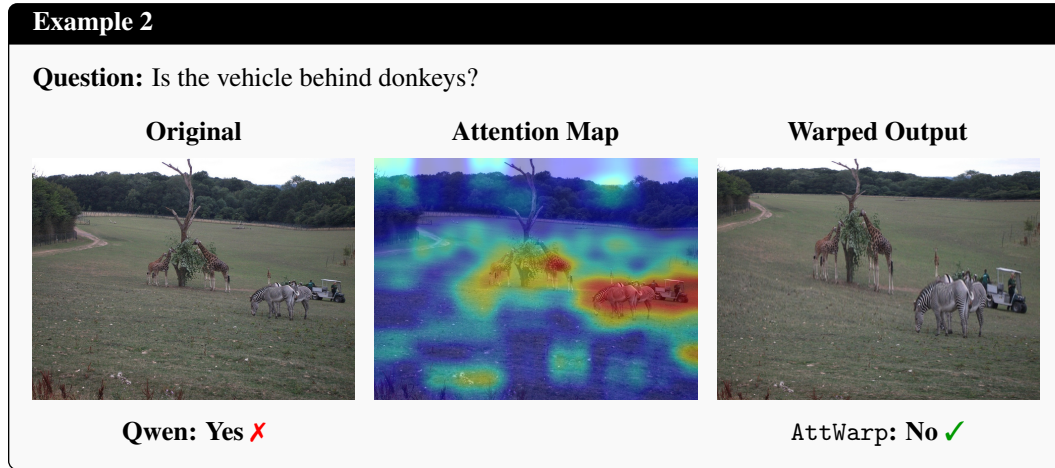 Example 2
Question: Is the vehicle behind donkeys?
Original
Attention Map
Warped Output
Qwen: Yes ✗
AttWarp: No ✓